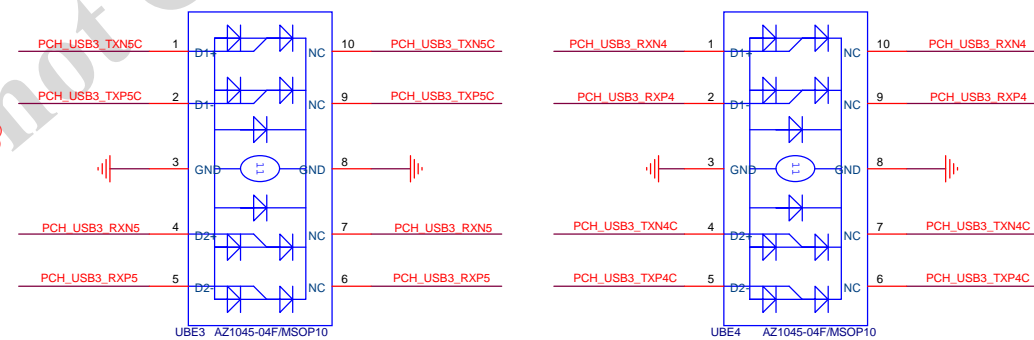 not
PCH_USB3_TXN5C 1 D1+ NC 10 PCH_USB3_TXN5C
PCH_USB3_TXP5C 2 D1- NC 9 PCH_USB3_TXP5C
3 GND 11 GND 8
PCH_USB3_RXN5 4 D2+ NC 7 PCH_USB3_RXN5
PCH_USB3_RXP5 5 D2- NC 6 PCH_USB3_RXP5
UBE3 AZ1045-04F/MSOP10
PCH_USB3_RXN4 1 D1+ NC 10 PCH_USB3_RXN4
PCH_USB3_RXP4 2 D1- NC 9 PCH_USB3_RXP4
3 GND 11 GND 8
PCH_USB3_TXN4C 4 D2+ NC 7 PCH_USB3_TXN4C
PCH_USB3_TXP4C 5 D2- NC 6 PCH_USB3_TXP4C
UBE4 AZ1045-04F/MSOP10